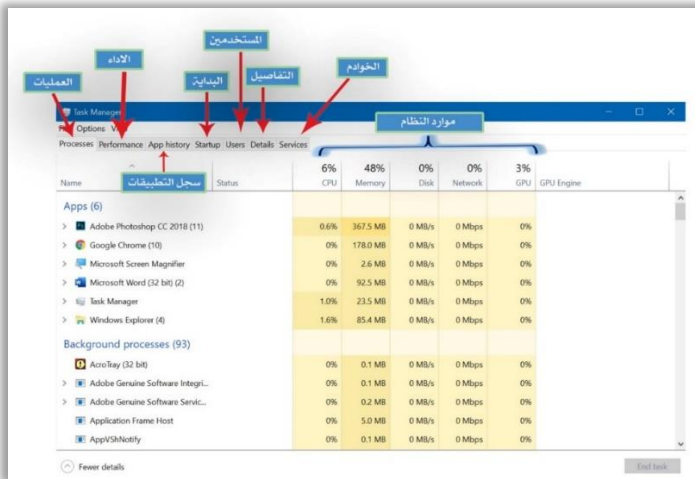 المستخدمين
الاداء
الخوادم
التفاصيل
البداية
العمليات
Task Manager
موارد النظام
Options
Processes Performance App history Startup Users Details Services
6% 48% 0% 0% 3%
Name سجل التطبيقات Status CPU Memory Disk Network GPU GPU Engine
Apps (6)
Adobe Photoshop CC 2018 (11) 0.6% 367.5 MB 0 MB/s 0 Mbps 0%
Google Chrome (10) 0% 178.0 MB 0 MB/s 0 Mbps 0%
Microsoft Screen Magnifier 0% 2.6 MB 0 MB/s 0 Mbps 0%
Microsoft Word (32 bit) (2) 0% 92.5 MB 0 MB/s 0 Mbps 0%
Task Manager 1.0% 23.5 MB 0 MB/s 0 Mbps 0%
Windows Explorer (4) 1.6% 85.4 MB 0 MB/s 0 Mbps 0%
Background processes (93)
AcroTray (32 bit) 0% 0.1 MB 0 MB/s 0 Mbps 0%
Adobe Genuine Software Integri... 0% 0.1 MB 0 MB/s 0 Mbps 0%
Adobe Genuine Software Servic... 0% 0.2 MB 0 MB/s 0 Mbps 0%
Application Frame Host 0% 5.0 MB 0 MB/s 0 Mbps 0%
AppVShNotify 0% 0.1 MB 0 MB/s 0 Mbps 0%
Fewer details End task